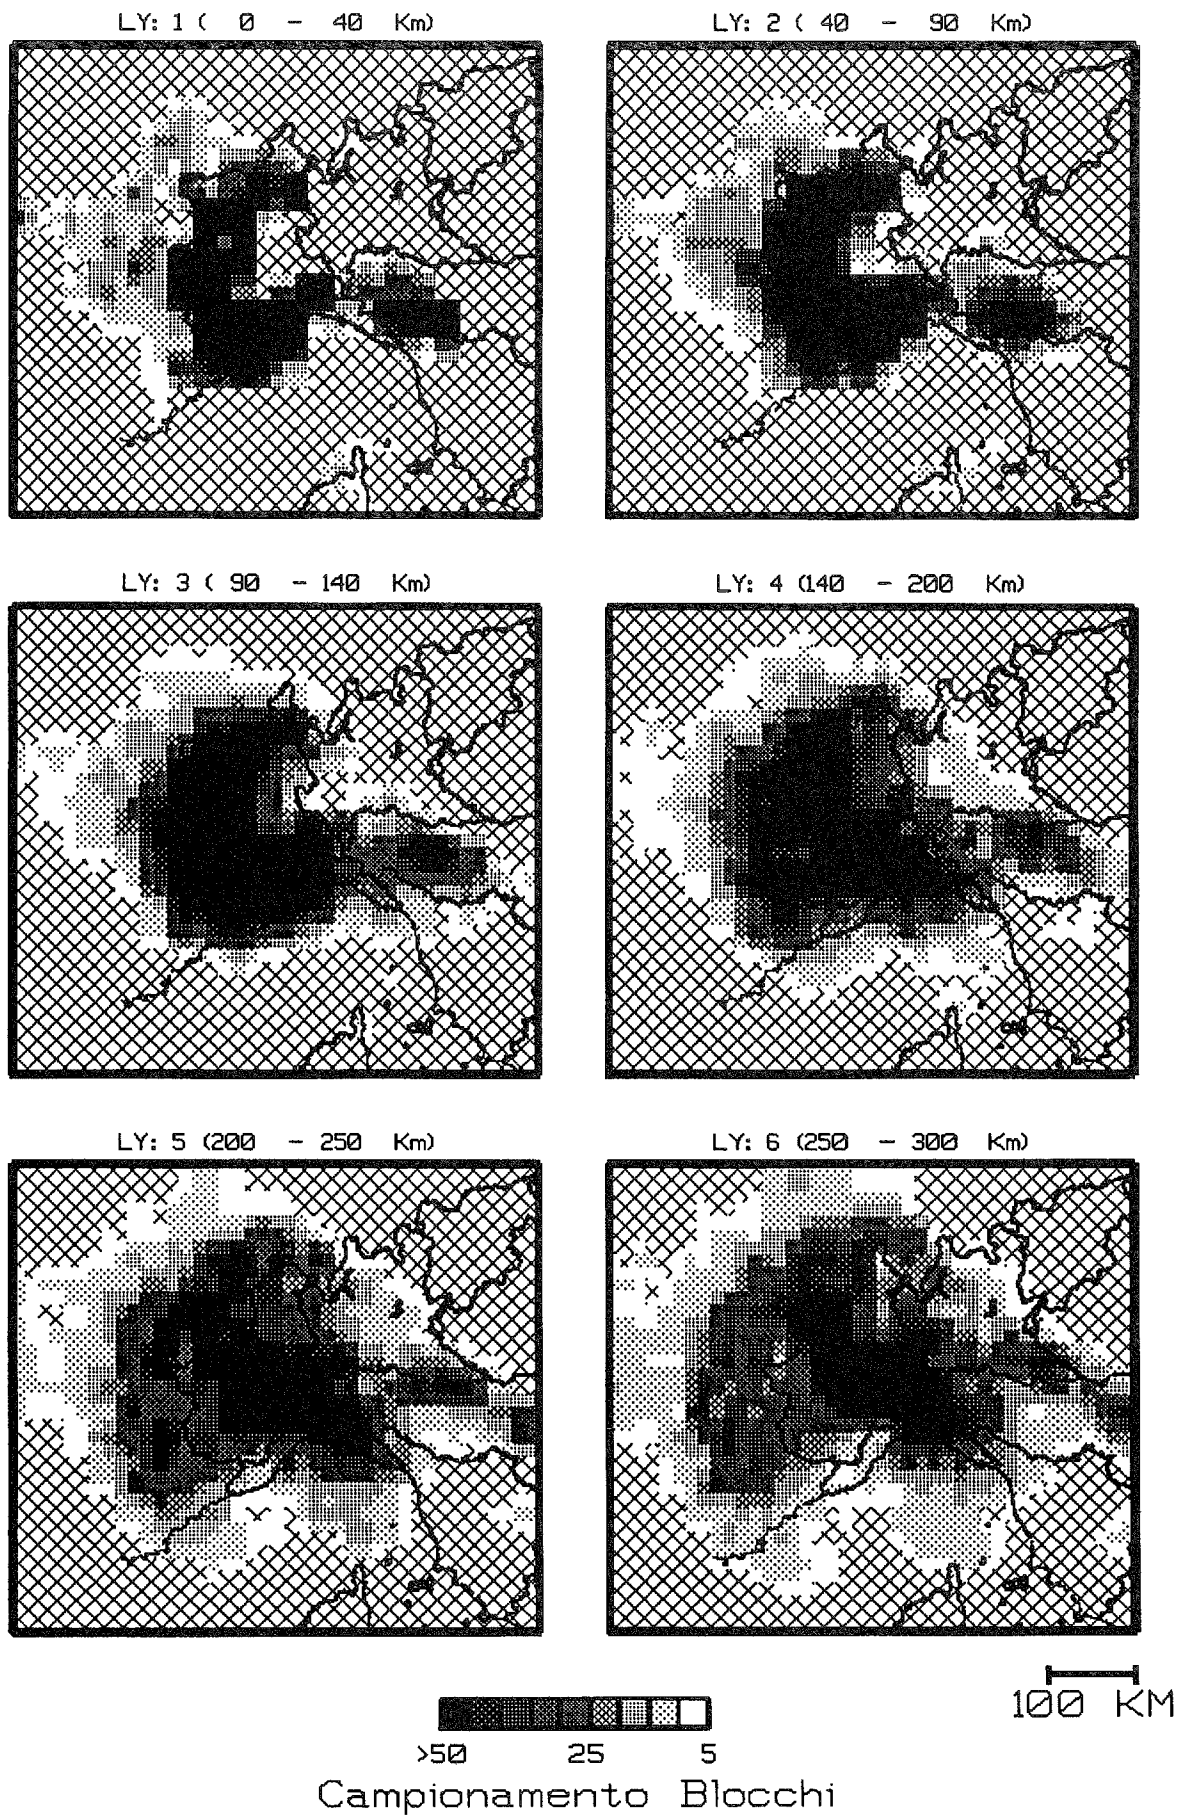 LY: 1 ( 0 - 40 Km)
LY: 2 ( 40 - 90 Km)
LY: 3 ( 90 - 140 Km)
LY: 4 (140 - 200 Km)
LY: 5 (200 - 250 Km)
LY: 6 (250 - 300 Km)
100 KM
>50 25 5
Campionamento Blocchi